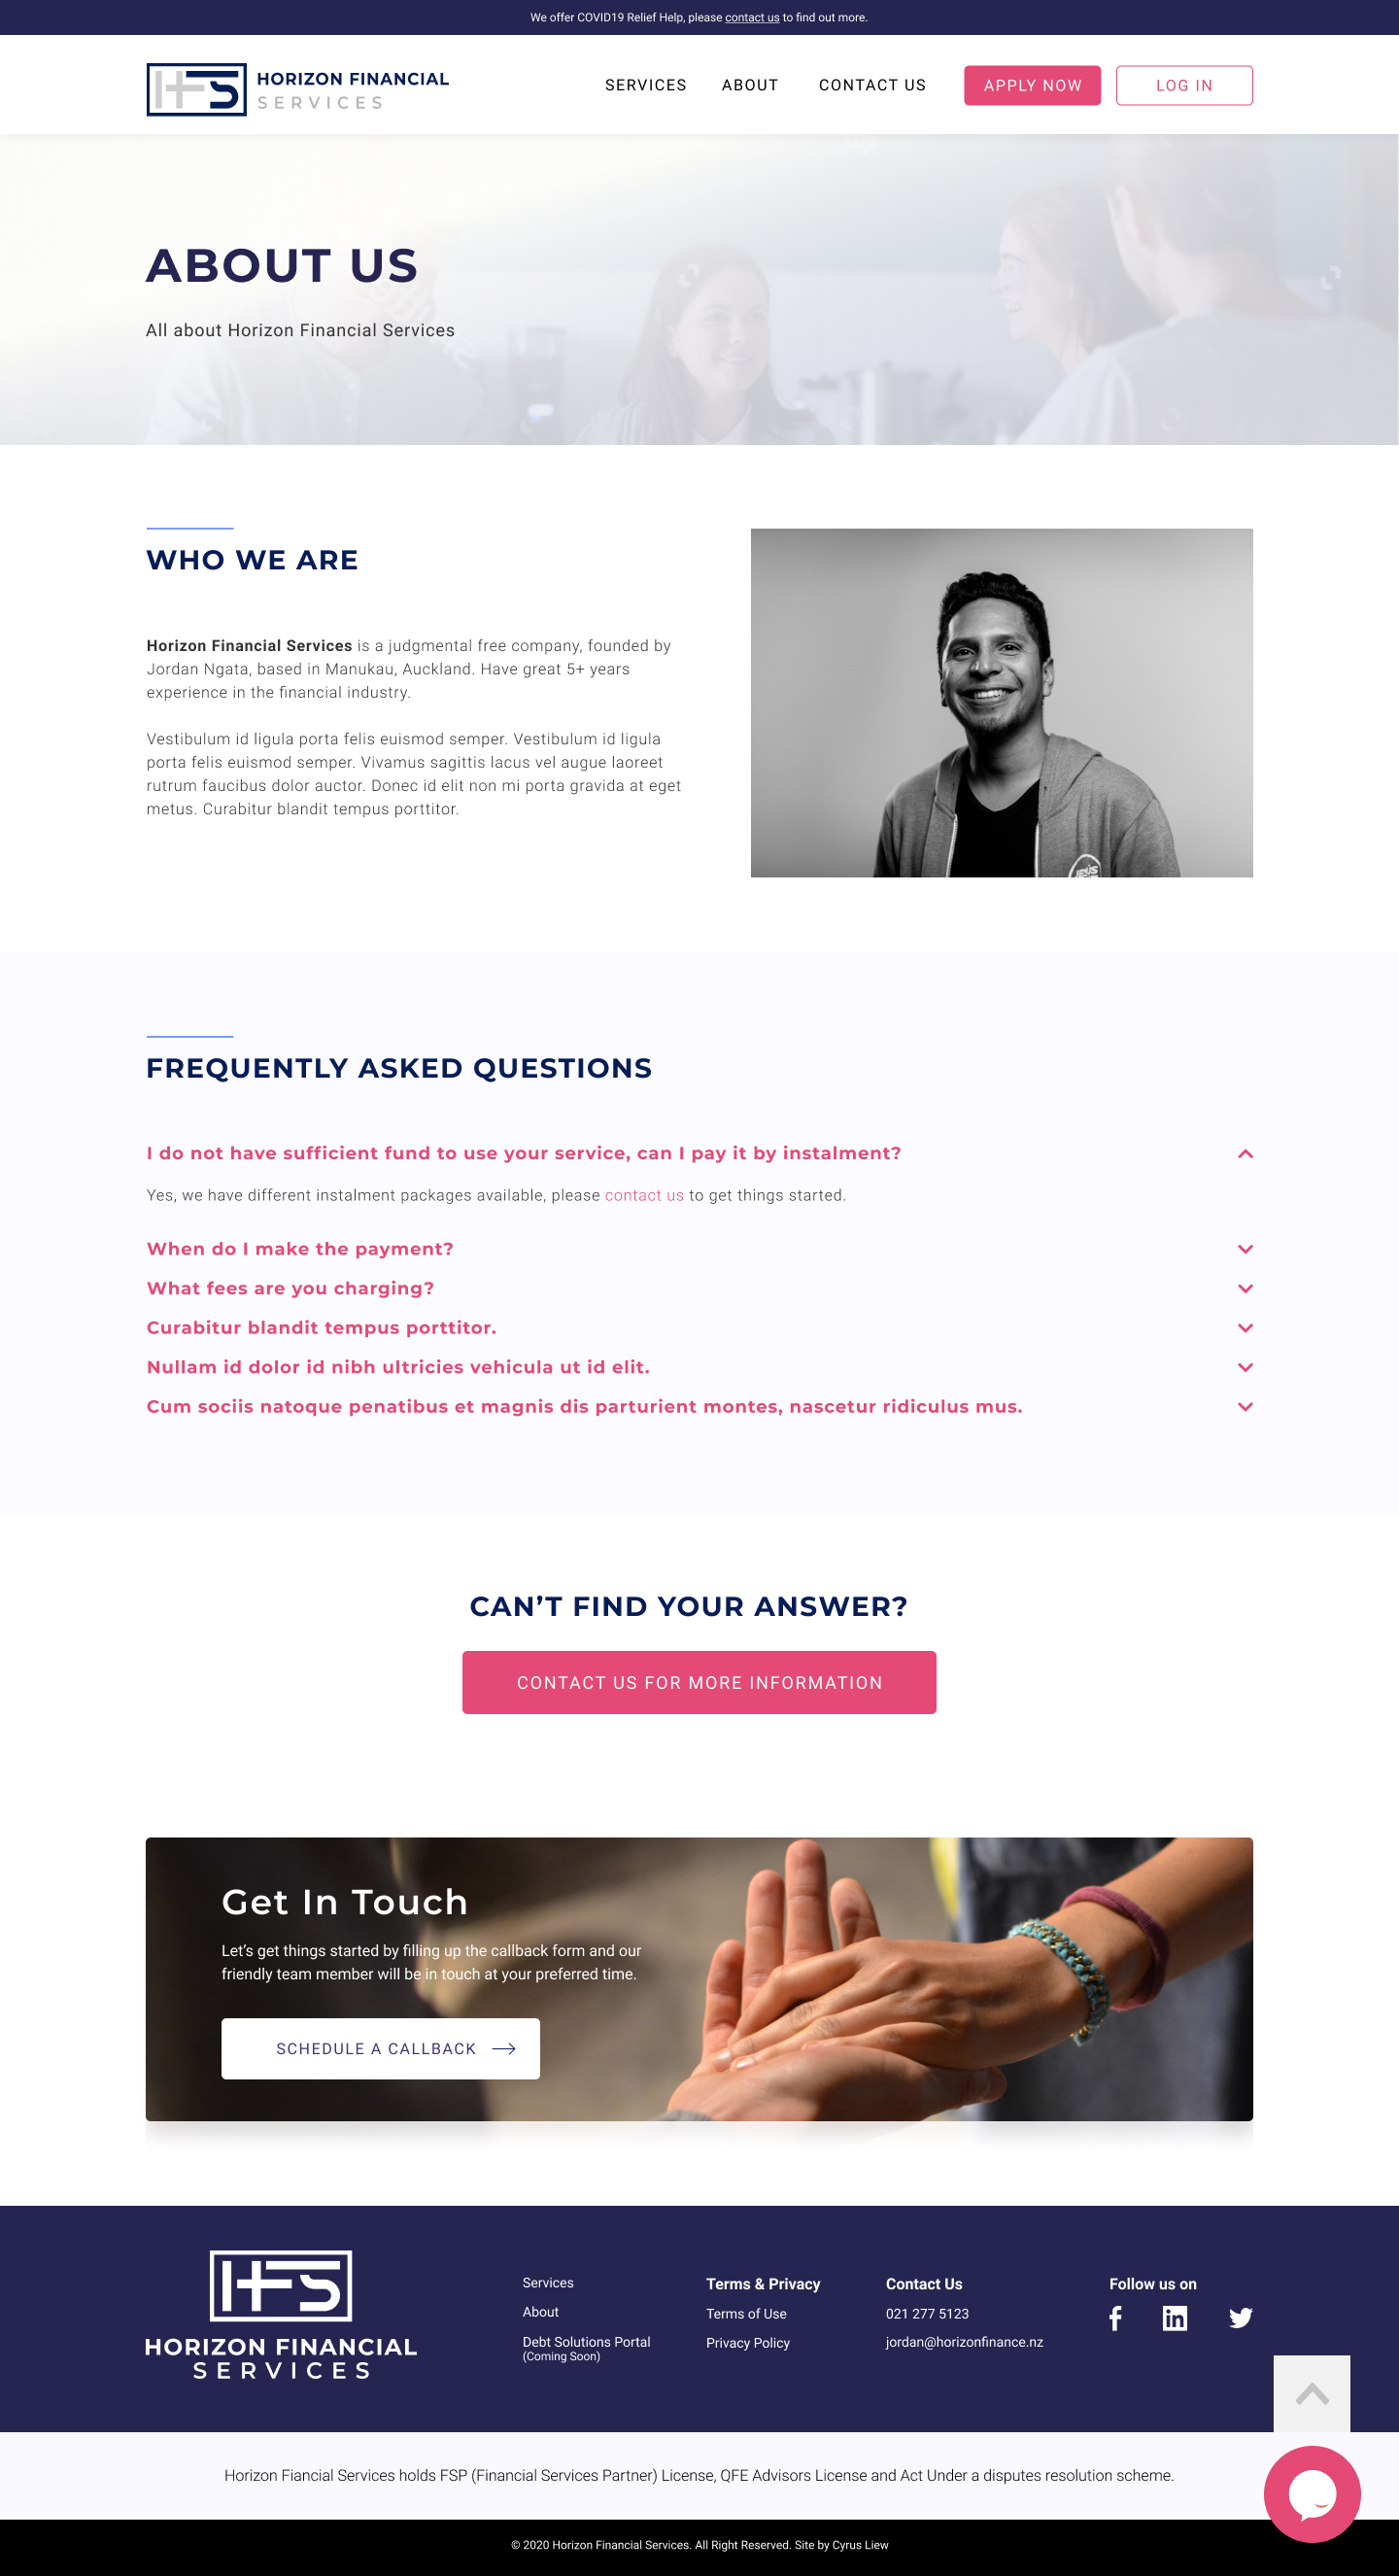 We offer COVID19 Relief Help, please contact us to find out more.
HFS
HORIZON FINANCIAL
SERVICES
SERVICES ABOUT CONTACT US APPLY NOW LOG IN
ABOUT US
All about Horizon Financial Services
WHO WE ARE
Horizon Financial Services is a judgmental free company, founded by
Jordan Ngata, based in Manukau, Auckland. Have great 5+ years
experience in the financial industry.
Vestibulum id ligula porta felis euismod semper. Vestibulum id ligula
porta felis euismod semper. Vivamus sagittis lacus vel augue laoreet
rutrum faucibus dolor auctor. Donec id elit non mi porta gravida at eget
metus. Curabitur blandit tempus porttitor.
FREQUENTLY ASKED QUESTIONS
I do not have sufficient fund to use your service, can I pay it by instalment?
Yes, we have different instalment packages available, please contact us to get things started.
When do I make the payment?
What fees are you charging?
Curabitur blandit tempus porttitor.
Nullam id dolor id nibh ultricies vehicula ut id elit.
Cum sociis natoque penatibus et magnis dis parturient montes, nascetur ridiculus mus.
CAN’T FIND YOUR ANSWER?
CONTACT US FOR MORE INFORMATION
Get In Touch
Let’s get things started by filling up the callback form and our
friendly team member will be in touch at your preferred time.
SCHEDULE A CALLBACK
HFS
HORIZON FINANCIAL
SERVICES
Services
About
Debt Solutions Portal
(Coming Soon)
Terms & Privacy
Terms of Use
Privacy Policy
Contact Us
021 277 5123
jordan@horizonfinance.nz
Follow us on
Horizon Fiancial Services holds FSP (Financial Services Partner) License, QFE Advisors License and Act Under a disputes resolution scheme.
© 2020 Horizon Financial Services. All Right Reserved. Site by Cyrus Liew